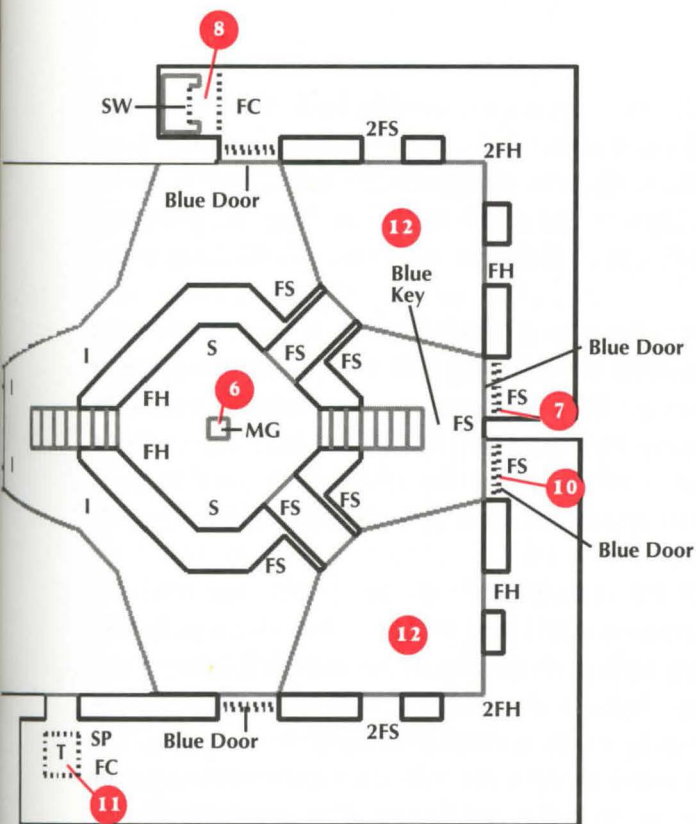 8
SW
FC
2FS
2FH
Blue Door
12
FS
Blue
Key
FH
Blue Door
I
S
FS
FS
FH
6
FS
7
MG
FS
FH
FS
10
I
S
FS
FS
Blue Door
FS
FH
12
2FH
Blue Door
2FS
T
SP
FC
11